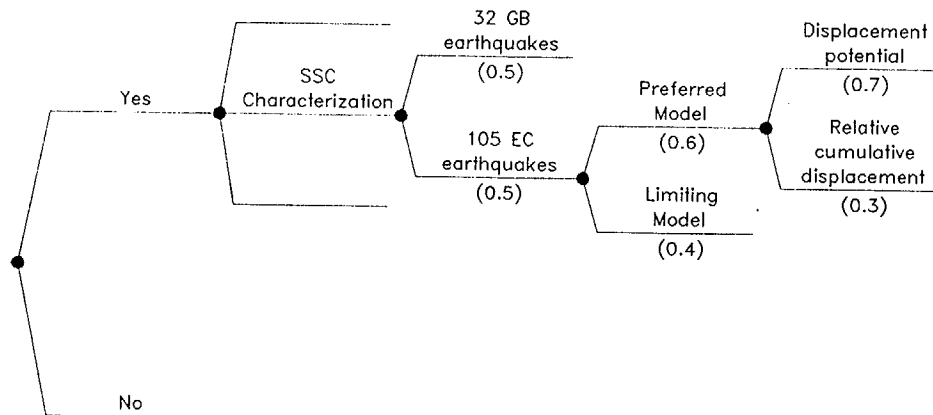 Yes
SSC
Characterization
32 GB
earthquakes
(0.5)
105 EC
earthquakes
(0.5)
Preferred
Model
(0.6)
Limiting
Model
(0.4)
Displacement
potential
(0.7)
Relative
cumulative
displacement
(0.3)
No